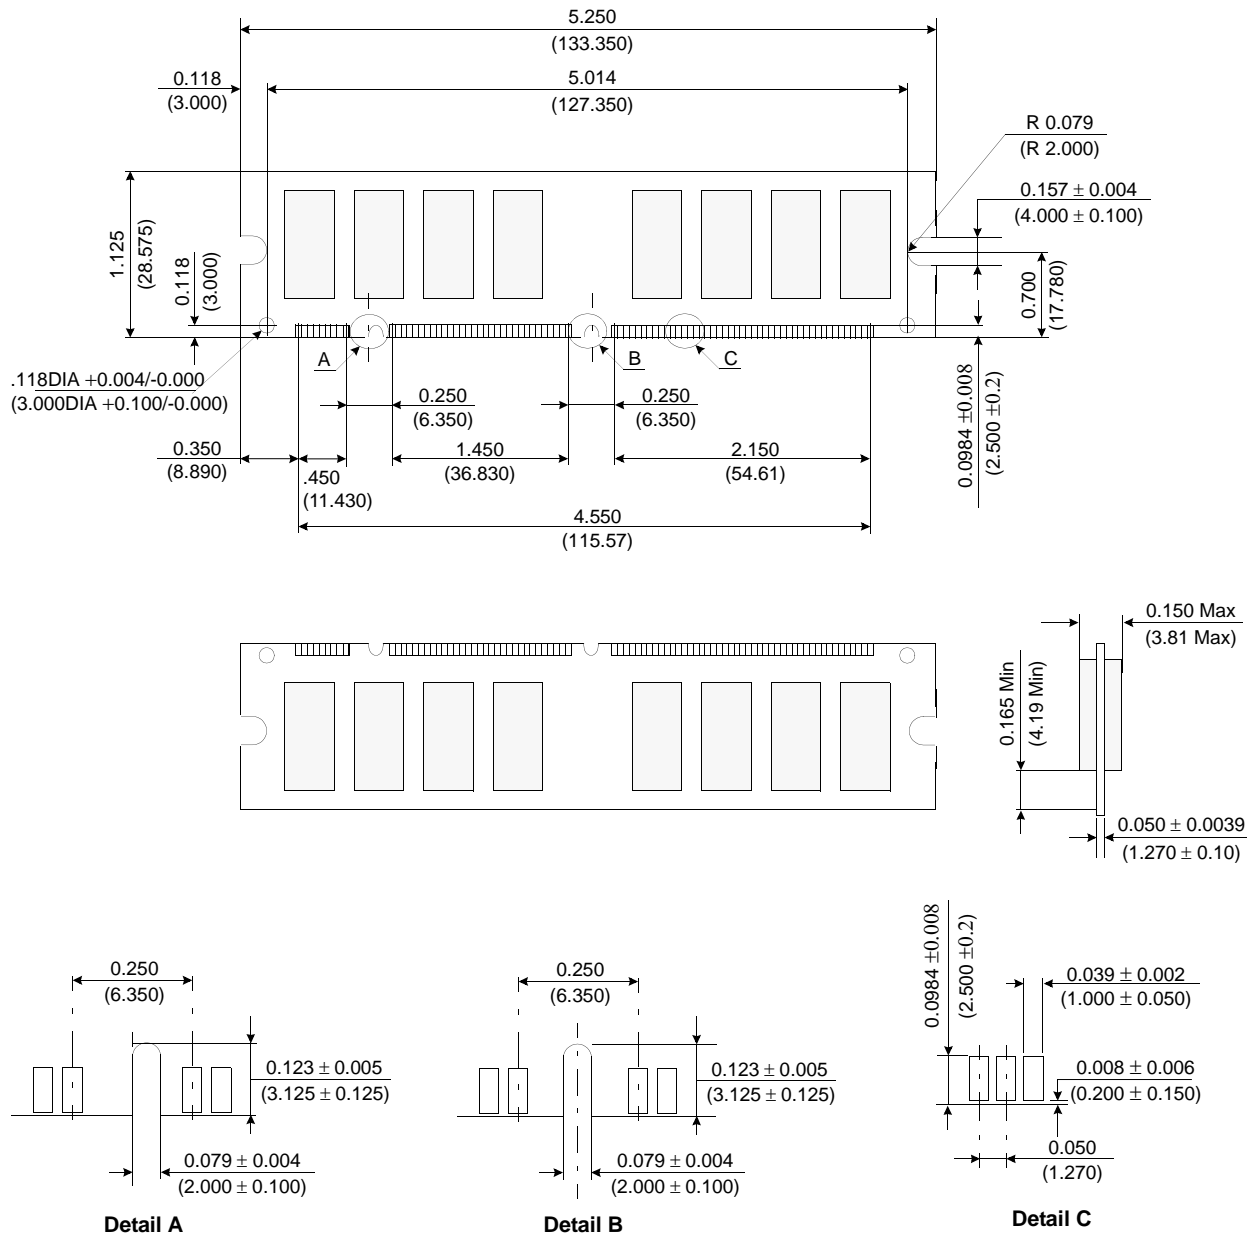 5.250
(133.350)
0.118
(3.000)
5.014
(127.350)
R 0.079
(R 2.000)
0.157 ± 0.004
(4.000 ± 0.100)
1.125
(28.575)
0.118
(3.000)
0.700
(17.780)
A
B
C
.118DIA +0.004/-0.000
(3.000DIA +0.100/-0.000)
0.250
(6.350)
0.250
(6.350)
0.0984 ±0.008
(2.500 ±0.2)
0.350
(8.890)
.450
(11.430)
1.450
(36.830)
2.150
(54.61)
4.550
(115.57)
0.150 Max
(3.81 Max)
0.165 Min
(4.19 Min)
0.050 ± 0.0039
(1.270 ± 0.10)
0.250
(6.350)
0.123 ± 0.005
(3.125 ± 0.125)
0.079 ± 0.004
(2.000 ± 0.100)
Detail A
0.250
(6.350)
0.123 ± 0.005
(3.125 ± 0.125)
0.079 ± 0.004
(2.000 ± 0.100)
Detail B
0.0984 ±0.008
(2.500 ±0.2)
0.039 ± 0.002
(1.000 ± 0.050)
0.008 ± 0.006
(0.200 ± 0.150)
0.050
(1.270)
Detail C